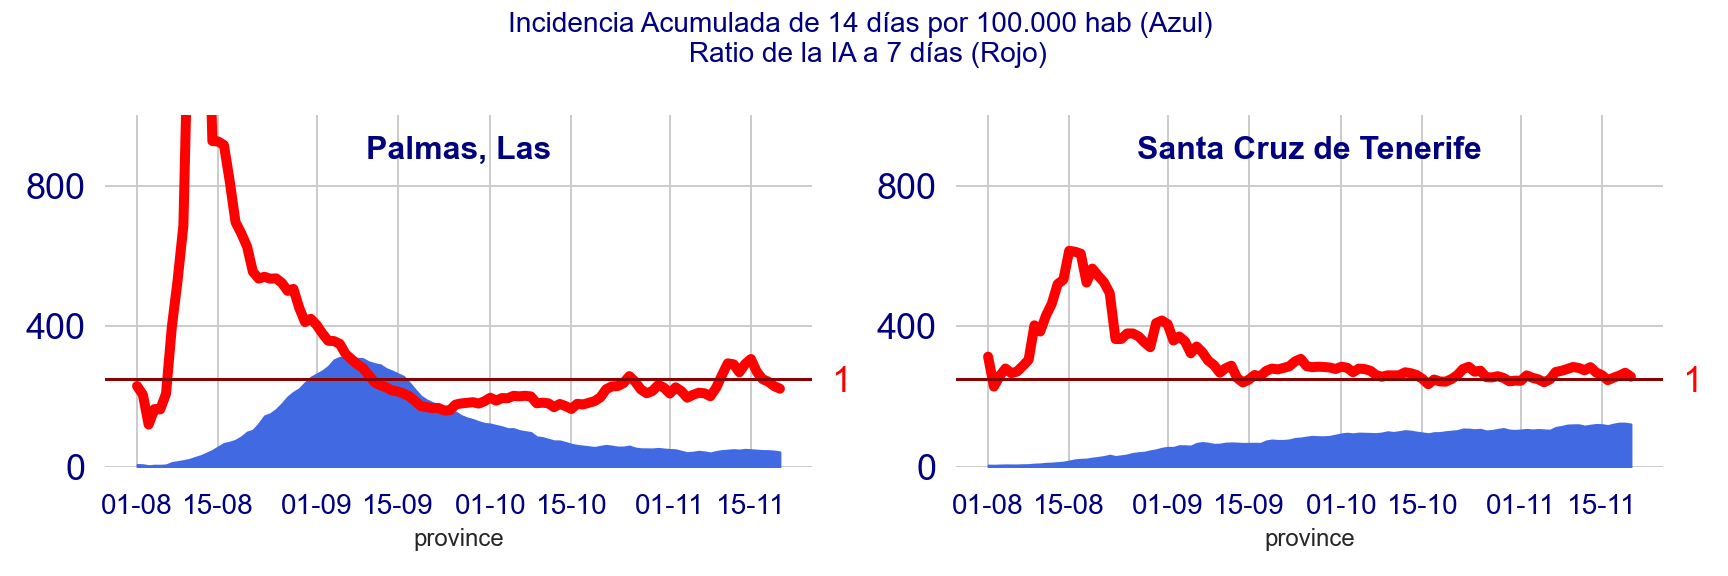 Incidencia Acumulada de 14 días por 100.000 hab (Azul)
Ratio de la IA a 7 días (Rojo)
Palmas, Las
800
400
0
1
01-08 15-08 01-09 15-09 01-10 15-10 01-11 15-11
province
Santa Cruz de Tenerife
800
400
0
1
01-08 15-08 01-09 15-09 01-10 15-10 01-11 15-11
province